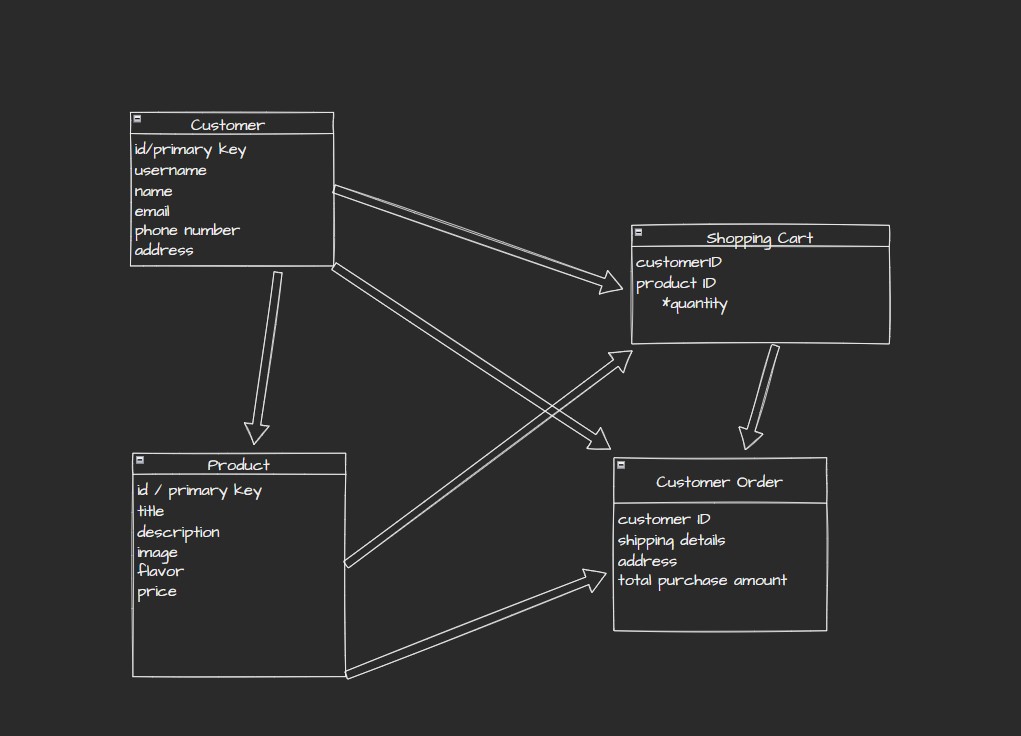 Customer
id/primary key
username
name
email
phone number
address
Shopping Cart
customerID
product ID
*quantity
Product
id / primary key
title
description
image
flavor
price
Customer Order
customer ID
shipping details
address
total purchase amount